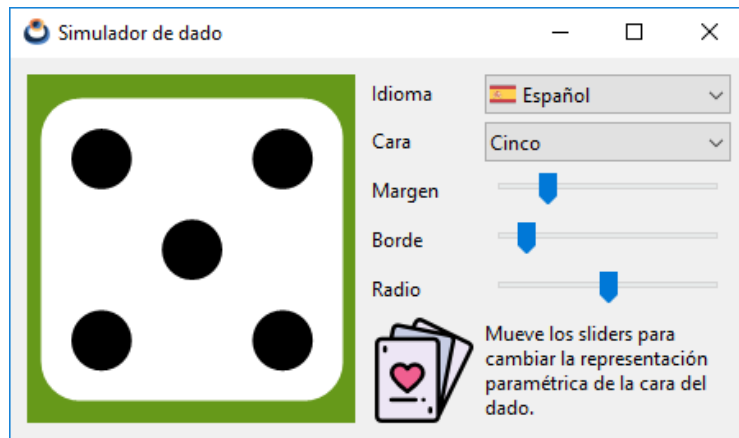 Simulador de dado
Idioma
Español
Cara
Cinco
Margen
Borde
Radio
Mueve los sliders para
cambiar la representación
paramétrica de la cara del
dado.